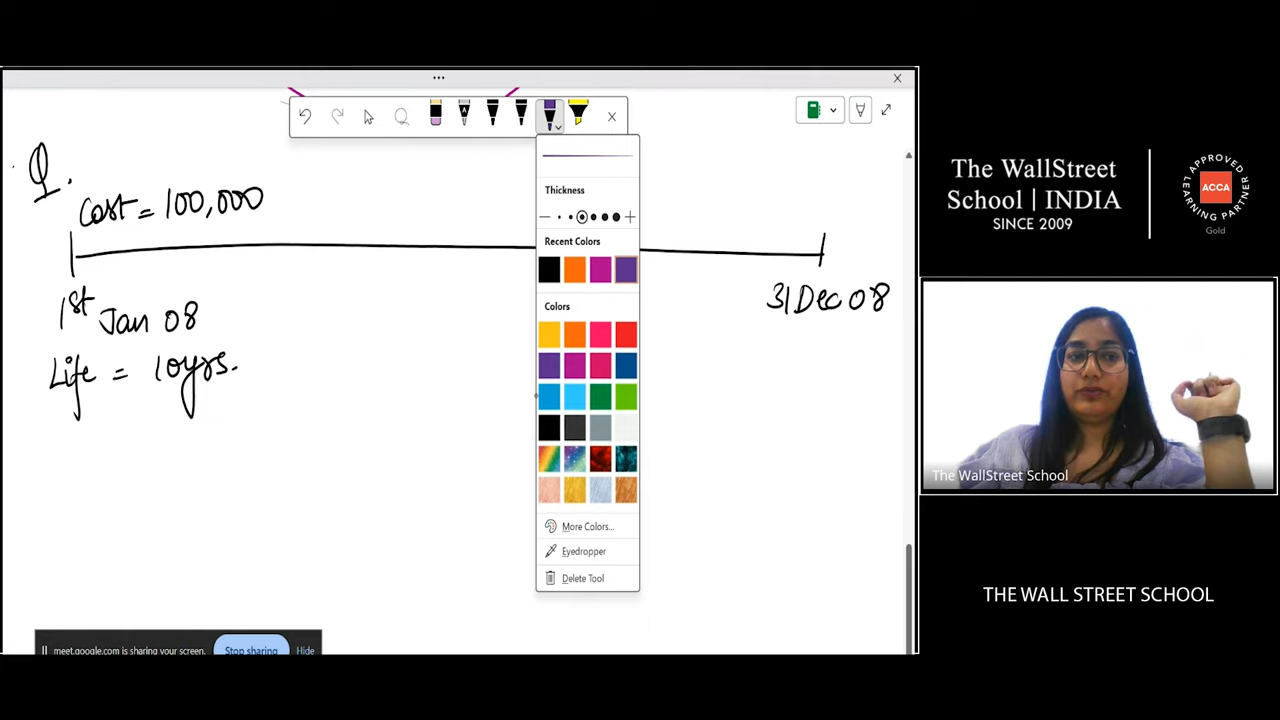 Q.
Cost = 100,000
1st Jan 08
Life = 10yrs.
31 Dec 08
Thickness
Recent Colors
Colors
More Colors...
Eyedropper
Delete Tool
meet.google.com is sharing your screen.
Stop sharing
Hide
The WallStreet
School | INDIA
SINCE 2009
APPROVED
LEARNING PARTNER
ACCA
Gold
The WallStreet School
THE WALL STREET SCHOOL